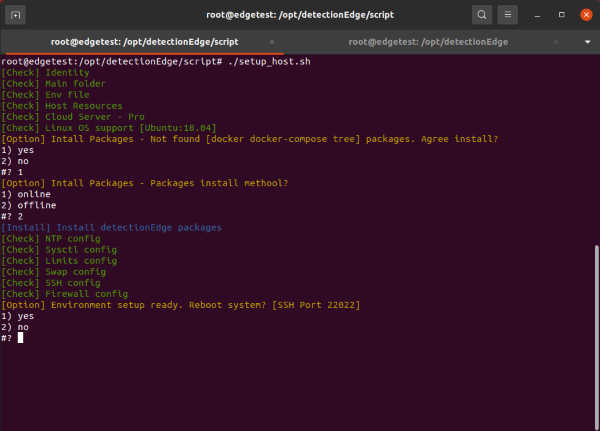 root@edgetest: /opt/detectionEdge/script
root@edgetest: /opt/detectionEdge/script
root@edgetest: /opt/detectionEdge
root@edgetest:/opt/detectionEdge/script# ./setup_host.sh
[Check] Identity
[Check] Main folder
[Check] Env file
[Check] Host Resources
[Check] Cloud Server - Pro
[Check] Linux OS support [Ubuntu:18.04]
[Option] Intall Packages - Not found [docker docker-compose tree] packages. Agree install?
1) yes
2) no
#? 1
[Option] Intall Packages - Packages install methool?
1) online
2) offline
#? 2
[Install] Install detectionEdge packages
[Check] NTP config
[Check] Sysctl config
[Check] Limits config
[Check] Swap config
[Check] SSH config
[Check] Firewall config
[Option] Environment setup ready. Reboot system? [SSH Port 22022]
1) yes
2) no
#?